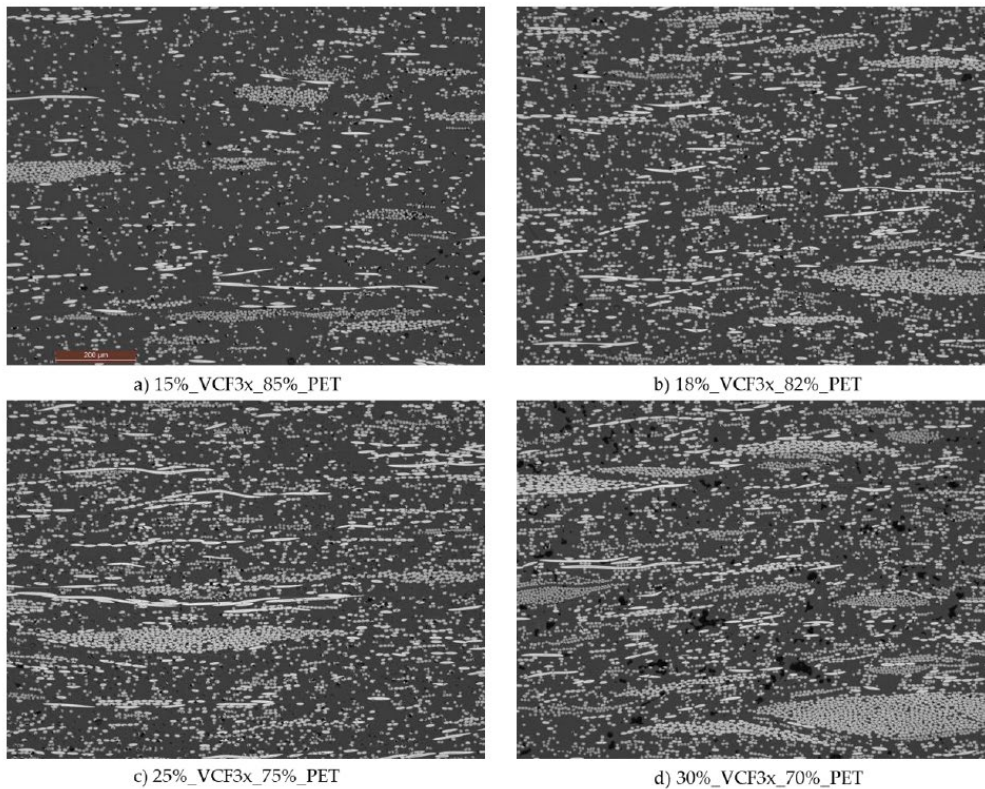 200 µm
a) 15%_VCF3x_85%_PET
b) 18%_VCF3x_82%_PET
c) 25%_VCF3x_75%_PET
d) 30%_VCF3x_70%_PET